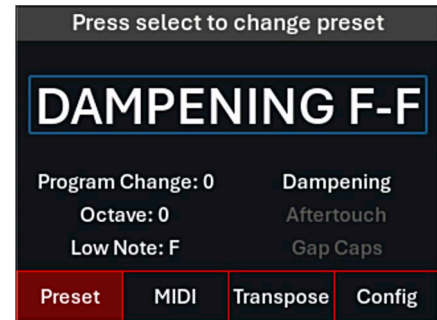 Press select to change preset
DAMPENING F-F
Program Change: 0
Dampening
Octave: 0
Aftertouch
Low Note: F
Gap Caps
Preset
MIDI
Transpose
Config